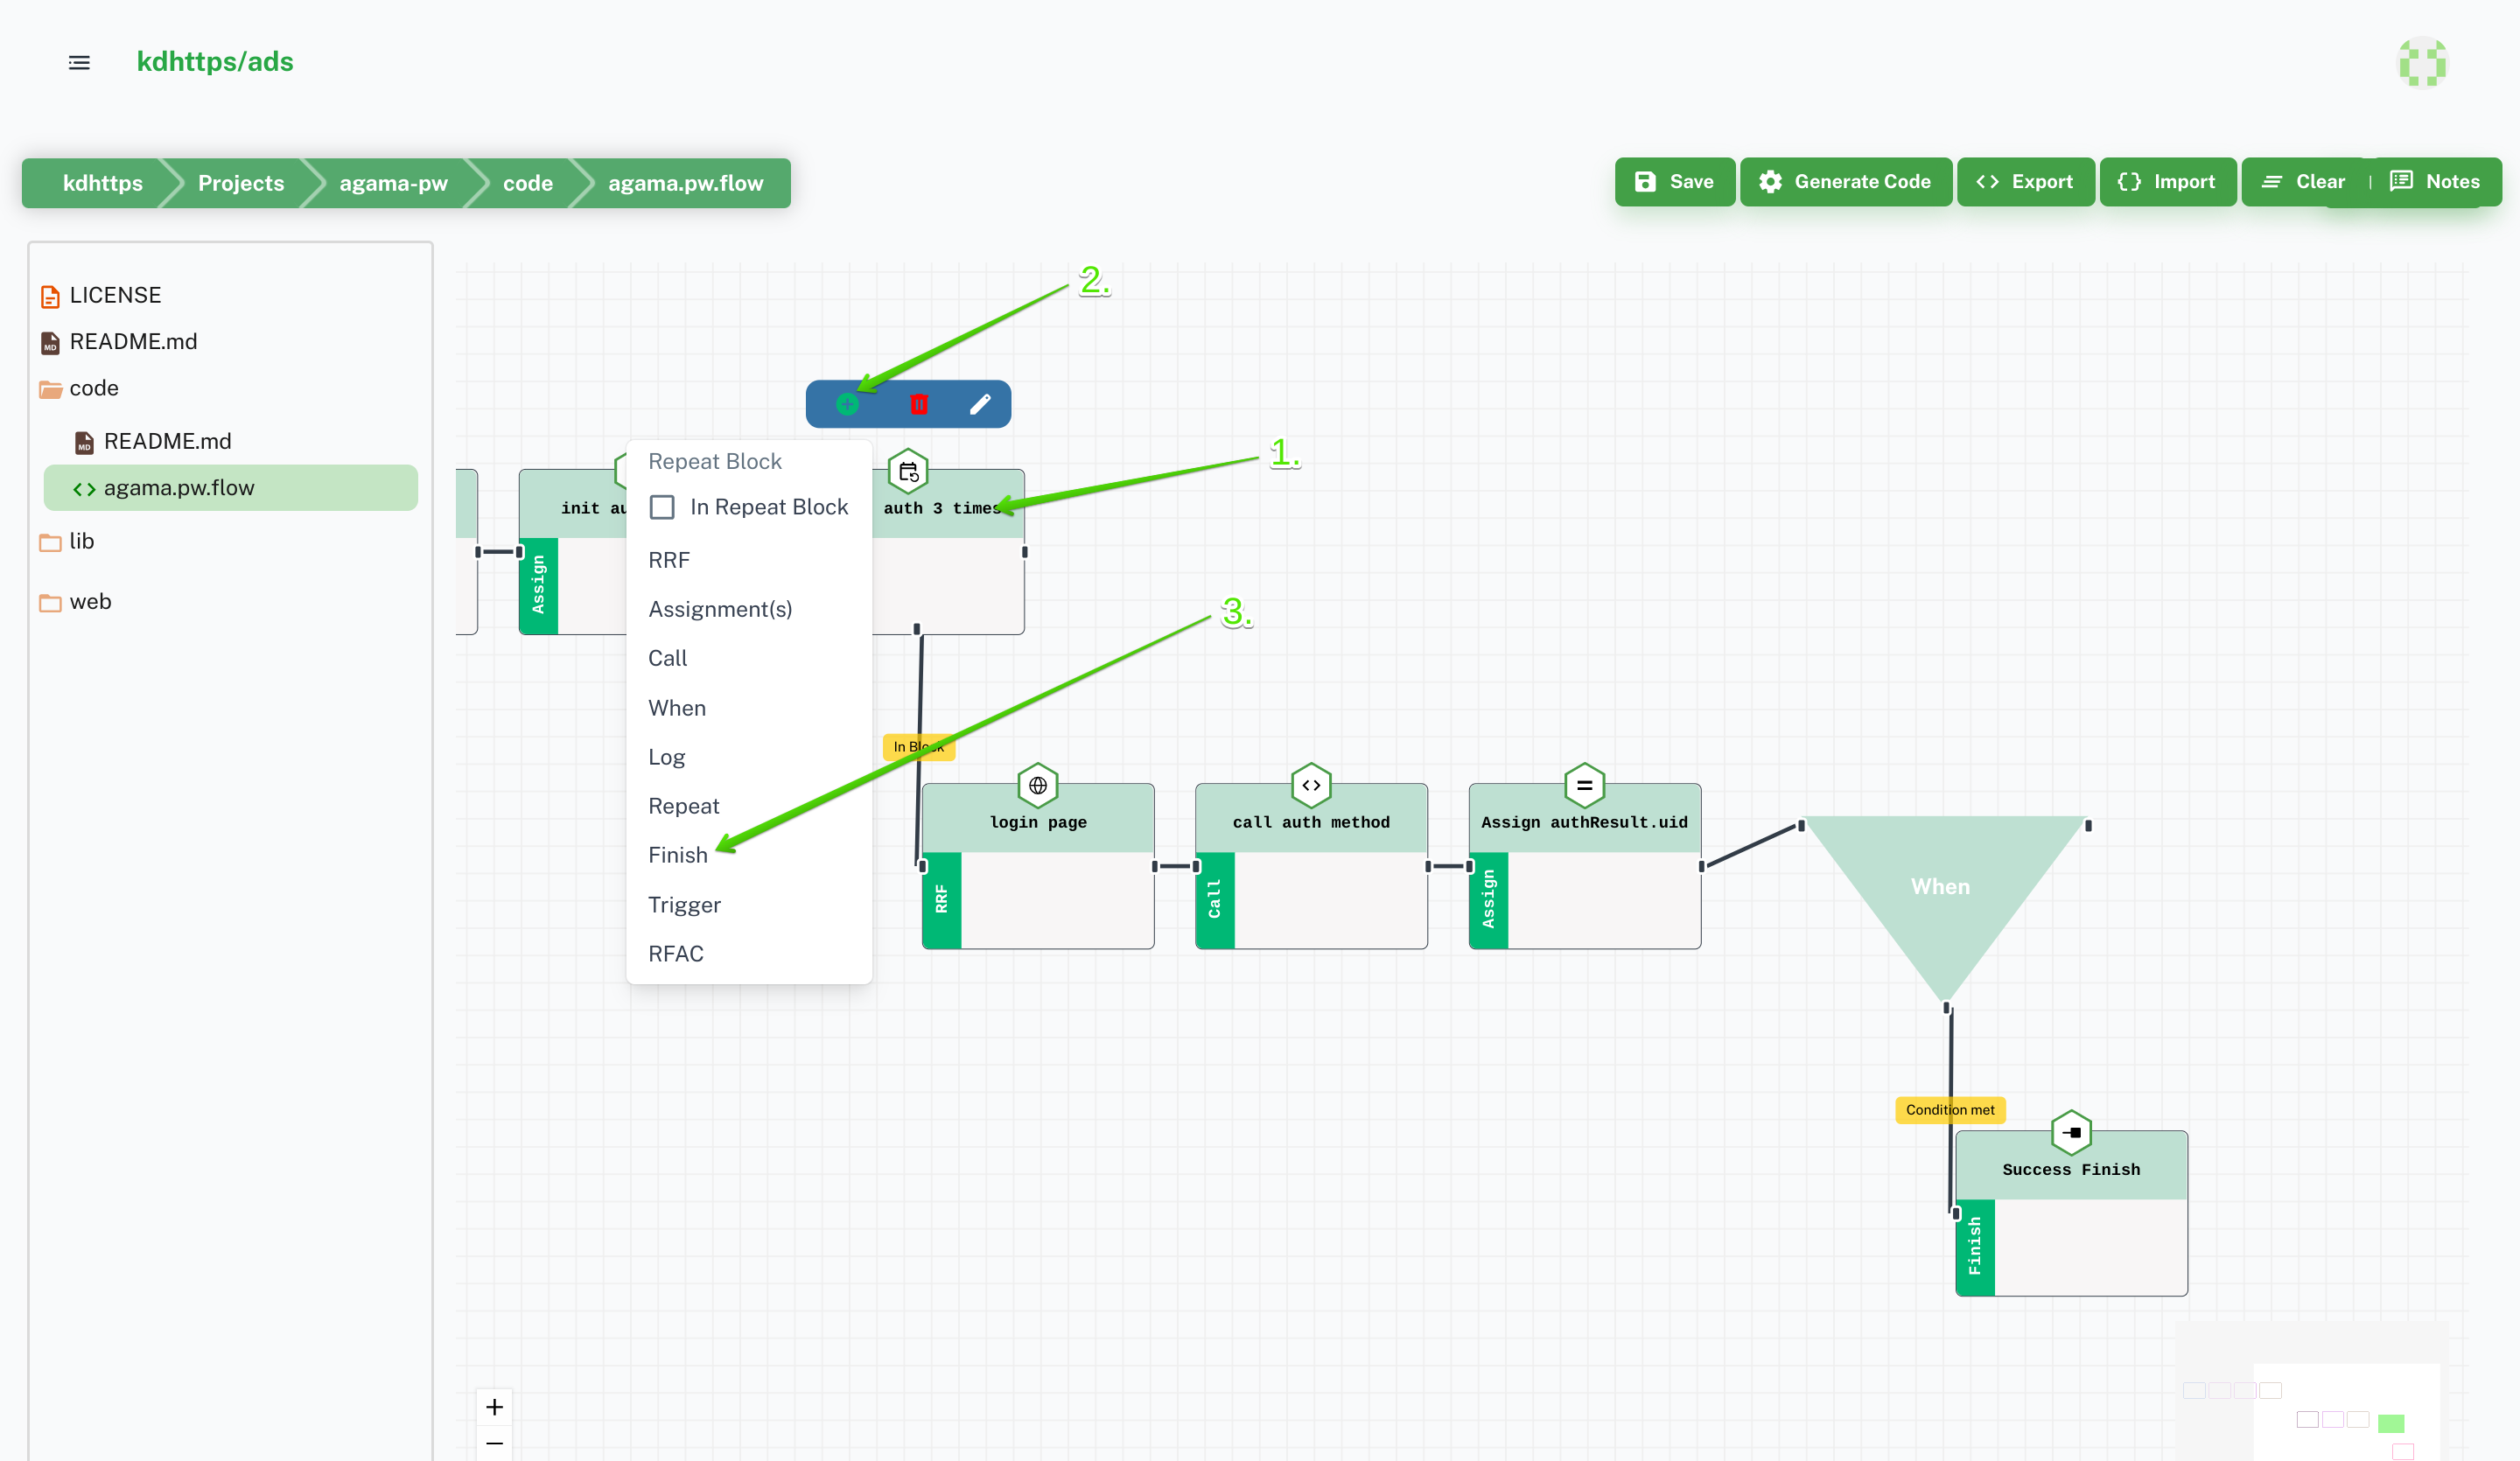 kdhttps/ads
kdhttps Projects agama-pw code agama.pw.flow
Save Generate Code Export Import Clear Notes
LICENSE
README.md
code
README.md
agama.pw.flow
lib
web
2.
1.
3.
Repeat Block
In Repeat Block
RRF
Assignment(s)
Call
When
Log
Repeat
Finish
Trigger
RFAC
init au
Assign
auth 3 times
In Block
login page
RRF
call auth method
Call
Assign authResult.uid
Assign
When
Condition met
Success Finish
Finish